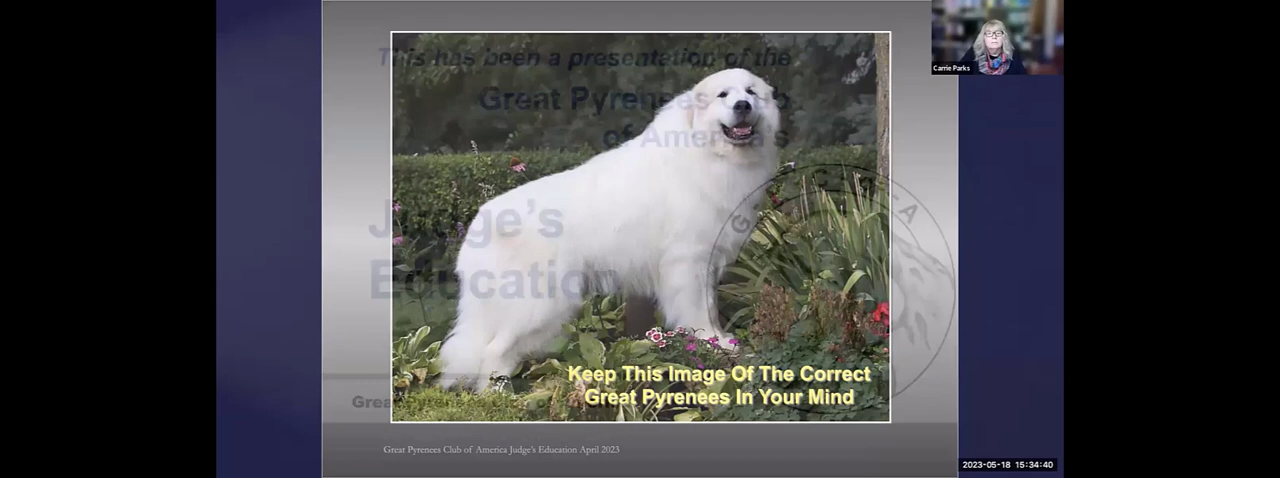 Carrie Parks
This has been a presentation of the
Great Pyrenees Club
of America's
Judge's
Education
AMERICA
Keep This Image Of The Correct
Great Pyrenees In Your Mind
Great Pyrenees Club of America Judge's Education April 2023
2023-05-18 15:34:40